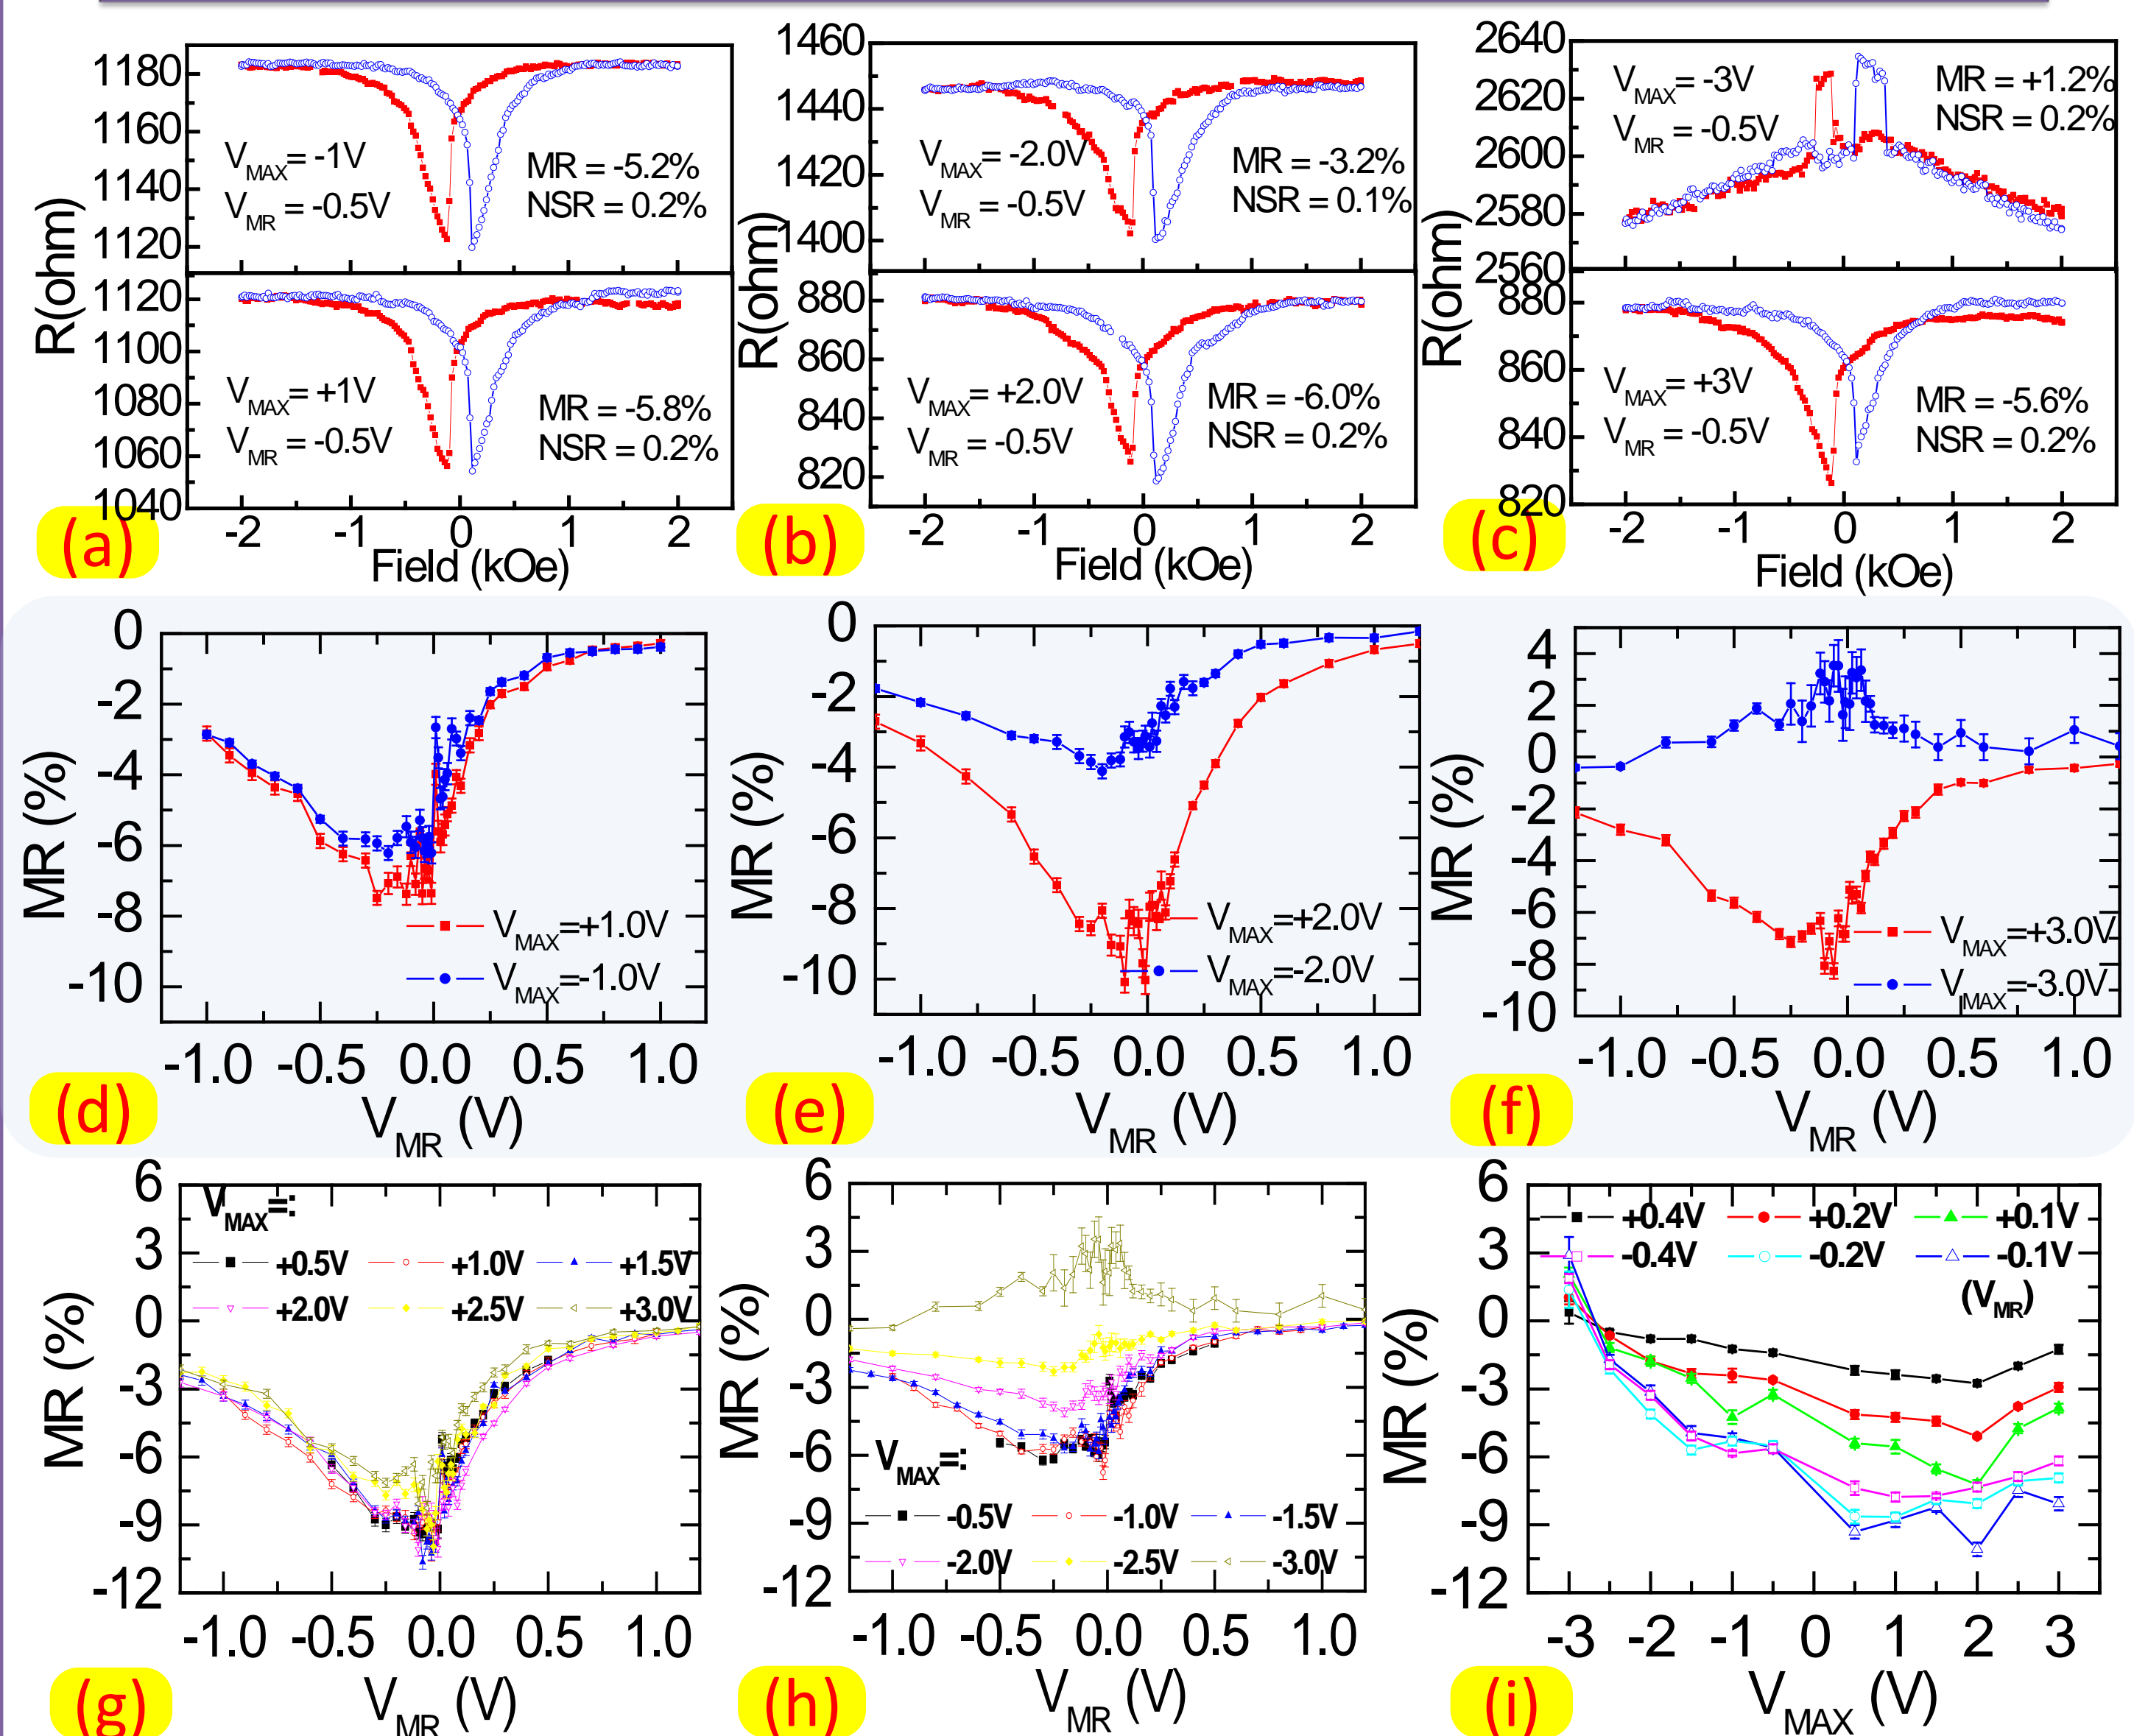 1180
1160
1140
1120
V_MAX= -1V
V_MR = -0.5V
MR = -5.2%
NSR = 0.2%
R(ohm)
1120
1100
1080
1060
1040
V_MAX= +1V
V_MR = -0.5V
MR = -5.8%
NSR = 0.2%
-2 -1 0 1 2
Field (kOe)
(a)
1460
1440
1420
1400
V_MAX= -2.0V
V_MR = -0.5V
MR = -3.2%
NSR = 0.1%
R(ohm)
880
860
840
820
V_MAX= +2.0V
V_MR = -0.5V
MR = -6.0%
NSR = 0.2%
-2 -1 0 1 2
Field (kOe)
(b)
2640
2620
2600
2580
2560
V_MAX= -3V
V_MR = -0.5V
MR = +1.2%
NSR = 0.2%
R(ohm)
880
860
840
820
V_MAX= +3V
V_MR = -0.5V
MR = -5.6%
NSR = 0.2%
-2 -1 0 1 2
Field (kOe)
(c)
0
-2
-4
-6
-8
-10
MR (%)
V_MAX=+1.0V
V_MAX=-1.0V
-1.0 -0.5 0.0 0.5 1.0
V_MR (V)
(d)
0
-2
-4
-6
-8
-10
MR (%)
V_MAX=+2.0V
V_MAX=-2.0V
-1.0 -0.5 0.0 0.5 1.0
V_MR (V)
(e)
4
2
0
-2
-4
-6
-8
-10
MR (%)
V_MAX=+3.0V
V_MAX=-3.0V
-1.0 -0.5 0.0 0.5 1.0
V_MR (V)
(f)
6
3
0
-3
-6
-9
-12
MR (%)
V_MAX=:
+0.5V +1.0V +1.5V
+2.0V +2.5V +3.0V
-1.0 -0.5 0.0 0.5 1.0
V_MR (V)
(g)
6
3
0
-3
-6
-9
-12
MR (%)
V_MAX=:
-0.5V -1.0V -1.5V
-2.0V -2.5V -3.0V
-1.0 -0.5 0.0 0.5 1.0
V_MR (V)
(h)
6
3
0
-3
-6
-9
-12
MR (%)
+0.4V +0.2V +0.1V
-0.4V -0.2V -0.1V
(V_MR)
-3 -2 -1 0 1 2 3
V_MAX (V)
(i)